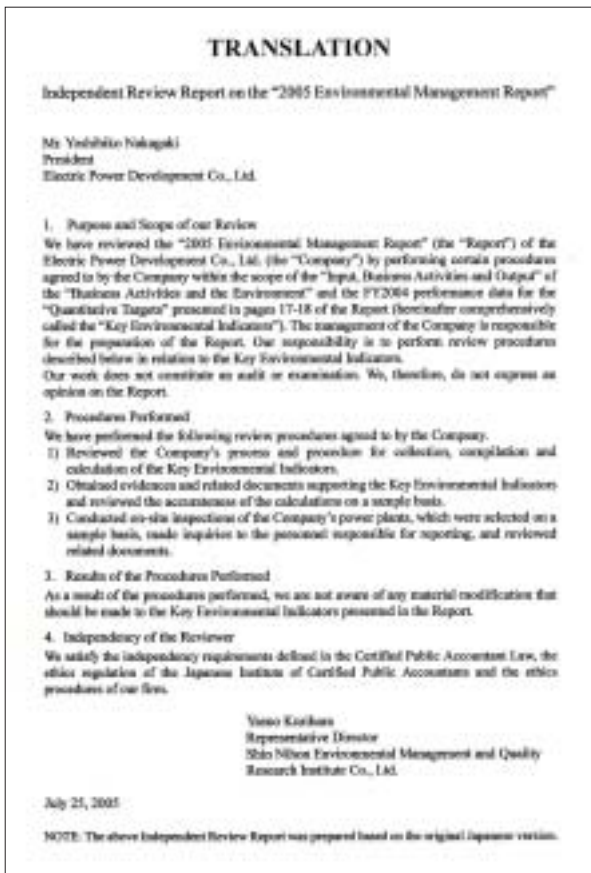 TRANSLATION
Independent Review Report on the “2005 Environmental Management Report”
Mr. Yoshihiko Nakagaki
President
Electric Power Development Co., Ltd.
1. Purpose and Scope of our Review
We have reviewed the “2005 Environmental Management Report” (the “Report”) of the
Electric Power Development Co., Ltd. (the “Company”) by performing certain procedures
agreed to by the Company within the scope of the “Input, Business Activities and Output” of
the “Business Activities and the Environment” and the FY2004 performance data for the
“Quantitative Targets” presented in pages 17-18 of the Report (hereinafter comprehensively
called the “Key Environmental Indicators”). The management of the Company is responsible
for the preparation of the Report. Our responsibility is to perform review procedures
described below in relation to the Key Environmental Indicators.
Our work does not constitute an audit or examination. We, therefore, do not express an
opinion on the Report.
2. Procedures Performed
We have performed the following review procedures agreed to by the Company.
1) Reviewed the Company's process and procedure for collection, compilation and
calculation of the Key Environmental Indicators.
2) Obtained evidences and related documents supporting the Key Environmental Indicators
and reviewed the accurateness of the calculations on a sample basis.
3) Conducted on-site inspections of the Company's power plants, which were selected on a
sample basis, made inquiries to the personnel responsible for reporting, and reviewed
related documents.
3. Results of the Procedures Performed
As a result of the procedures performed, we are not aware of any material modification that
should be made to the Key Environmental Indicators presented in the Report.
4. Independency of the Reviewer
We satisfy the independency requirements defined in the Certified Public Accountant Law, the
ethics regulation of the Japanese Institute of Certified Public Accountants and the ethics
procedures of our firm.
Representative Director
Shin Nihon Environmental Management and Quality
Research Institute Co., Ltd.
July 25, 2005
NOTE: The above Independent Review Report was prepared based on the original Japanese version.